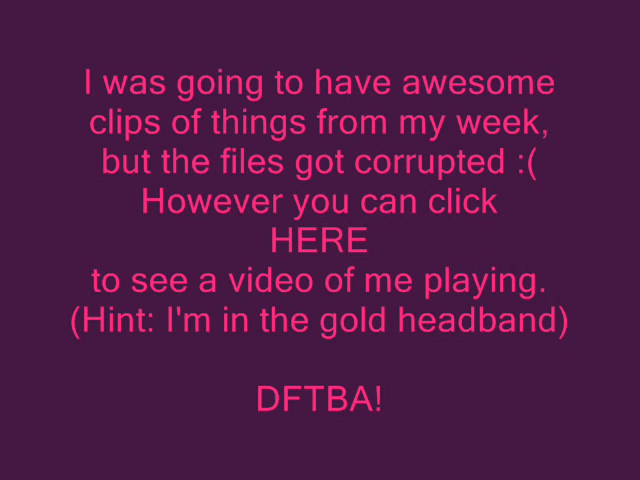 I was going to have awesome
clips of things from my week,
but the files got corrupted :(
However you can click
HERE
to see a video of me playing.
(Hint: I'm in the gold headband)
DFTBA!